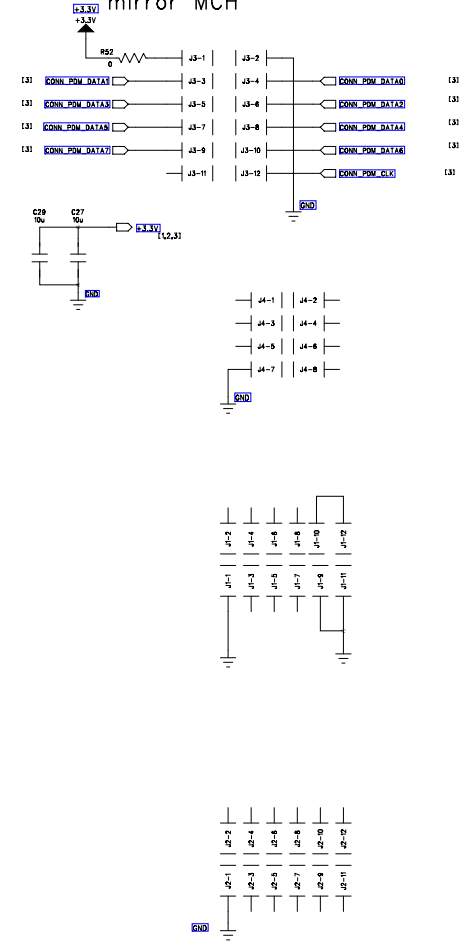 mirror MCH
+3.3V
+3.3V
R52
0
J3-1 J3-2
[3] CONN_PDM_DATA1 J3-3 J3-4 CONN_PDM_DATA0 [3]
[3] CONN_PDM_DATA3 J3-5 J3-6 CONN_PDM_DATA2 [3]
[3] CONN_PDM_DATA5 J3-7 J3-8 CONN_PDM_DATA4 [3]
[3] CONN_PDM_DATA7 J3-9 J3-10 CONN_PDM_DATA6 [3]
J3-11 J3-12 CONN_PDM_CLK [3]
GND
C29 C27
10u 10u
+3.3V
[1,2,3]
GND
J4-1 J4-2
J4-3 J4-4
J4-5 J4-6
J4-7 J4-8
GND
J1-2 J1-4 J1-6 J1-8 J1-10 J1-12
J1-1 J1-3 J1-5 J1-7 J1-9 J1-11
J2-2 J2-4 J2-6 J2-8 J2-10 J2-12
J2-1 J2-3 J2-5 J2-7 J2-9 J2-11
GND